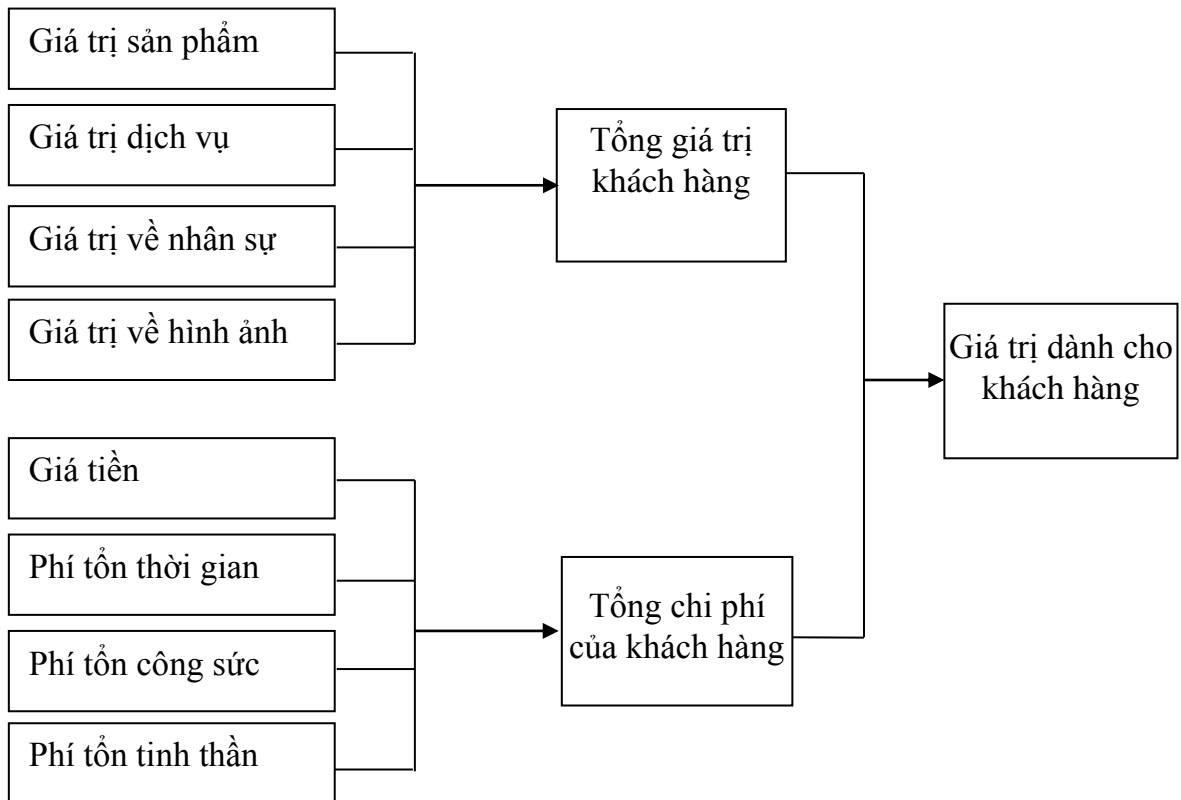 Giá trị sản phẩm
Giá trị dịch vụ
Giá trị về nhân sự
Giá trị về hình ảnh
Tổng giá trị
khách hàng
Giá trị dành cho
khách hàng
Giá tiền
Phí tổn thời gian
Phí tổn công sức
Phí tổn tinh thần
Tổng chi phí
của khách hàng